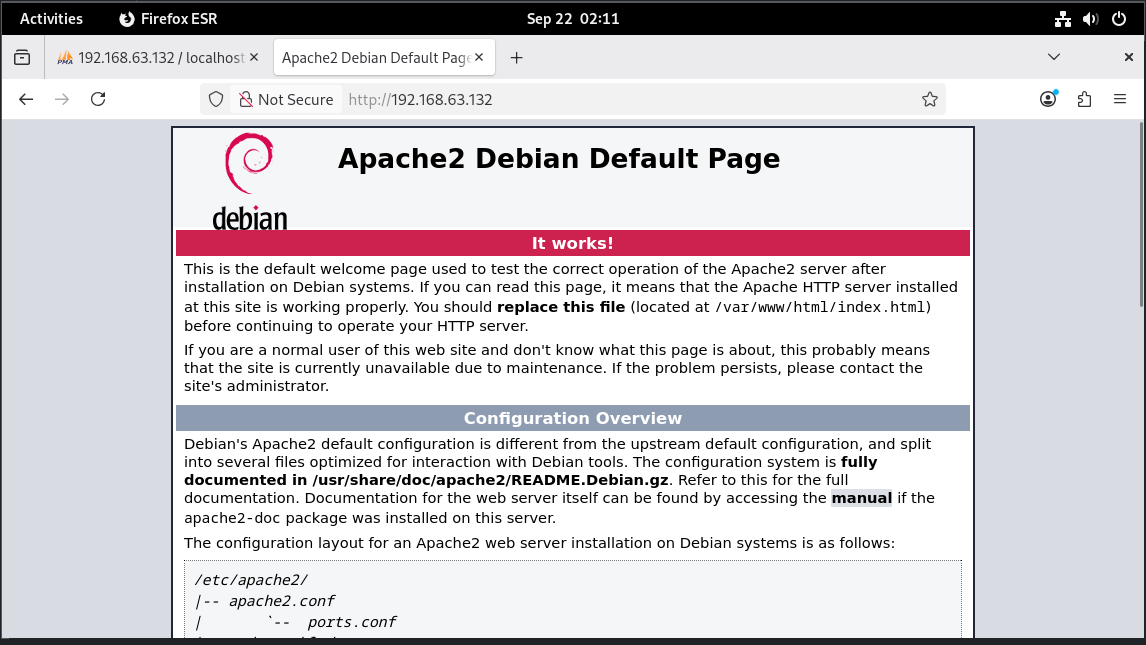 Activities
Firefox ESR
Sep 22 02:11
PMA
192.168.63.132 / localhost
Apache2 Debian Default Page
Not Secure
http://192.168.63.132
debian
Apache2 Debian Default Page
It works!
This is the default welcome page used to test the correct operation of the Apache2 server after
installation on Debian systems. If you can read this page, it means that the Apache HTTP server installed
at this site is working properly. You should replace this file (located at /var/www/html/index.html)
before continuing to operate your HTTP server.
If you are a normal user of this web site and don't know what this page is about, this probably means
that the site is currently unavailable due to maintenance. If the problem persists, please contact the
site's administrator.
Configuration Overview
Debian's Apache2 default configuration is different from the upstream default configuration, and split
into several files optimized for interaction with Debian tools. The configuration system is fully
documented in /usr/share/doc/apache2/README.Debian.gz. Refer to this for the full
documentation. Documentation for the web server itself can be found by accessing the manual if the
apache2-doc package was installed on this server.
The configuration layout for an Apache2 web server installation on Debian systems is as follows:
/etc/apache2/
|-- apache2.conf
| `-- ports.conf